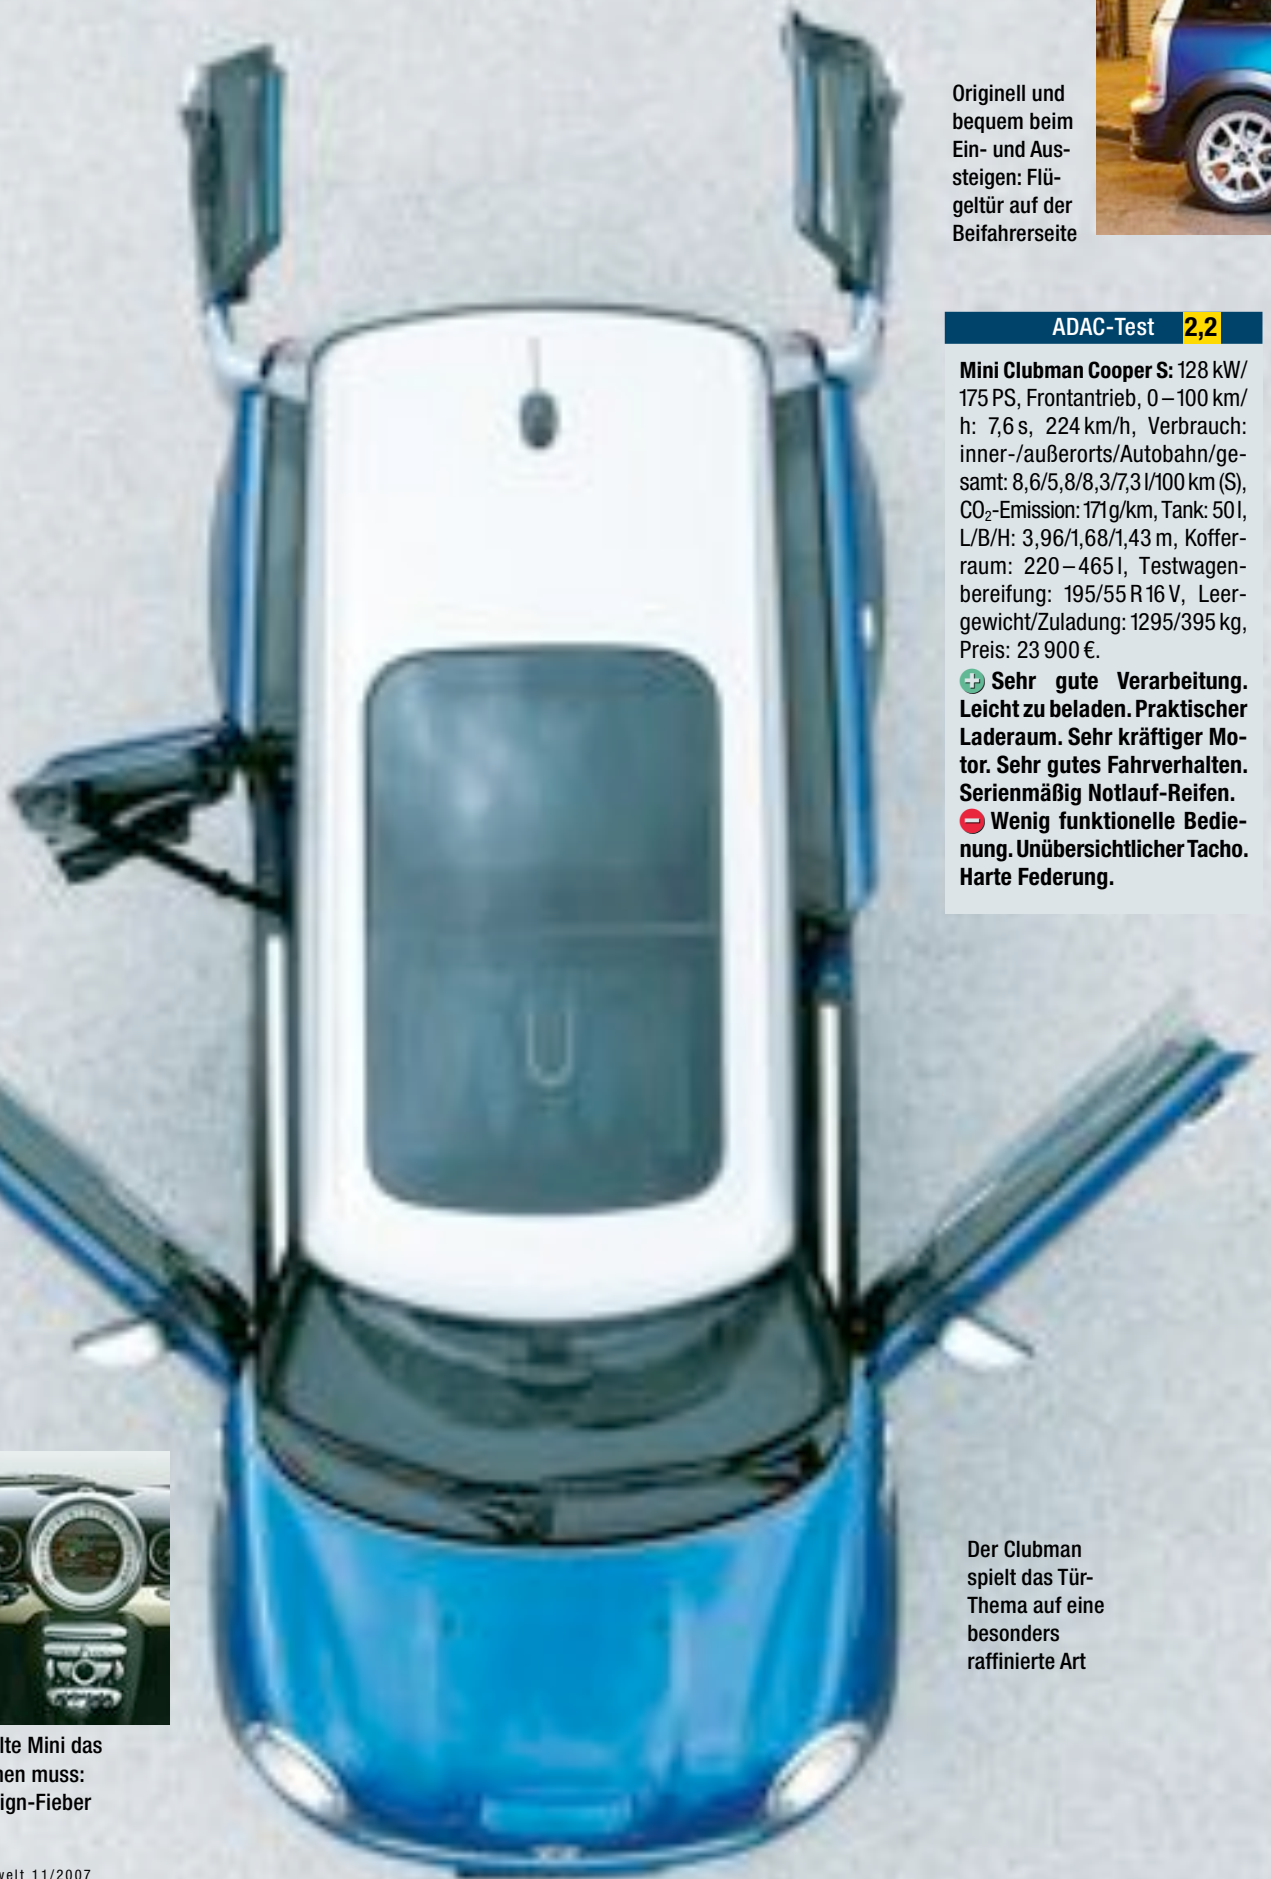 Originell und
bequem beim
Ein- und Aus-
steigen: Flü-
geltür auf der
Beifahrerseite
ADAC-Test 2,2
Mini Clubman Cooper S: 128 kW/
175 PS, Frontantrieb, 0–100 km/
h: 7,6 s, 224 km/h, Verbrauch:
inner-/außerorts/Autobahn/ge-
samt: 8,6/5,8/8,3/7,3 l/100 km (S),
CO₂-Emission: 171 g/km, Tank: 50 l,
L/B/H: 3,96/1,68/1,43 m, Koffer-
raum: 220–465 l, Testwagen-
bereifung: 195/55 R 16 V, Leer-
gewicht/Zuladung: 1295/395 kg,
Preis: 23 900 €.
Sehr gute Verarbeitung.
Leicht zu beladen. Praktischer
Laderaum. Sehr kräftiger Mo-
tor. Sehr gutes Fahrverhalten.
Serienmäßig Notlauf-Reifen.
Wenig funktionelle Bedie-
nung. Unübersichtlicher Tacho.
Harte Federung.
Der Clubman
spielt das Tür-
Thema auf eine
besonders
raffinierte Art
lte Mini das
nen muss:
ign-Fieber
welt 11/2007